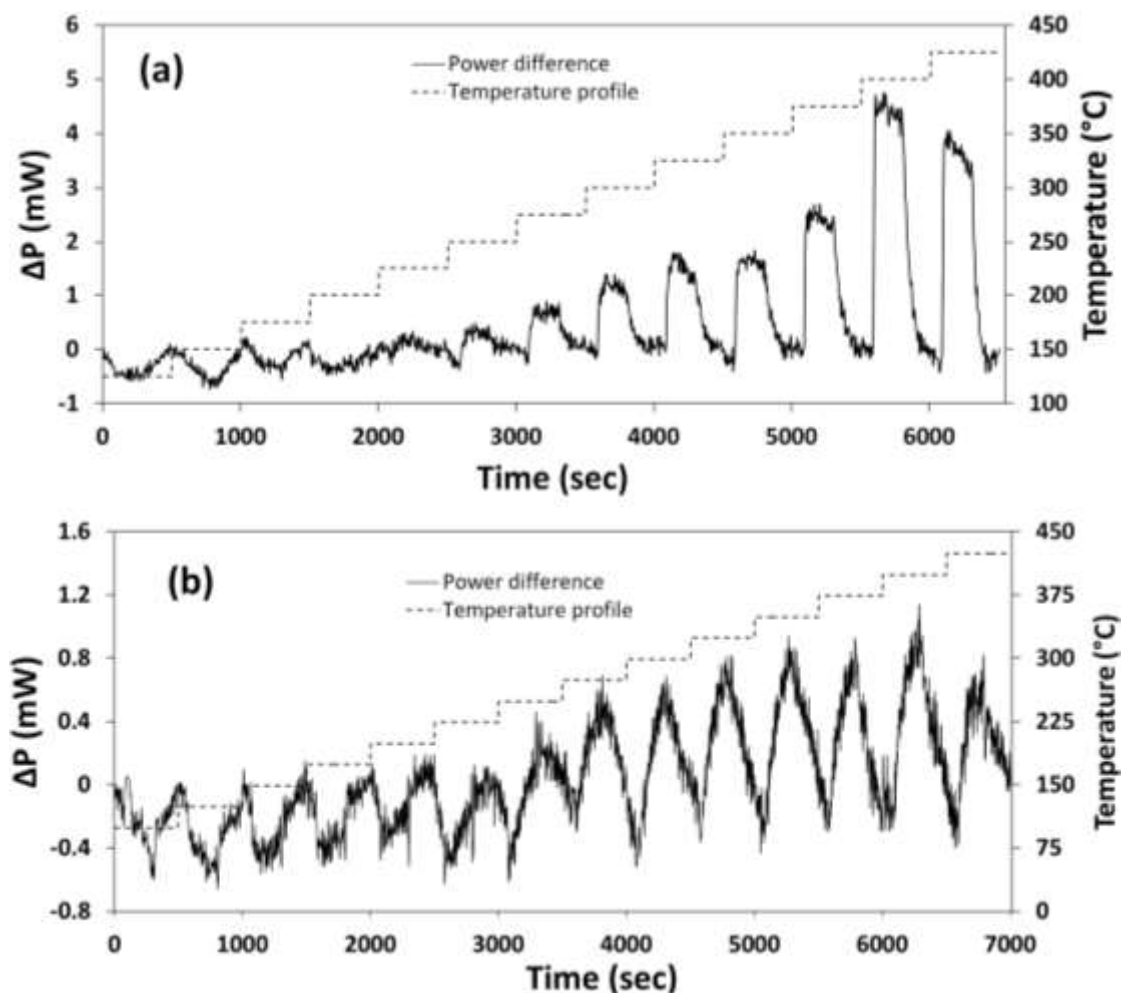 (a)
Power difference
Temperature profile
6
5
4
3
2
1
0
-1
ΔP (mW)
450
400
350
300
250
200
150
100
Temperature (°C)
0 1000 2000 3000 4000 5000 6000
Time (sec)
(b)
Power difference
Temperature profile
1.6
1.2
0.8
0.4
0
-0.4
-0.8
ΔP (mW)
450
375
300
225
150
75
0
Temperature (°C)
0 1000 2000 3000 4000 5000 6000 7000
Time (sec)